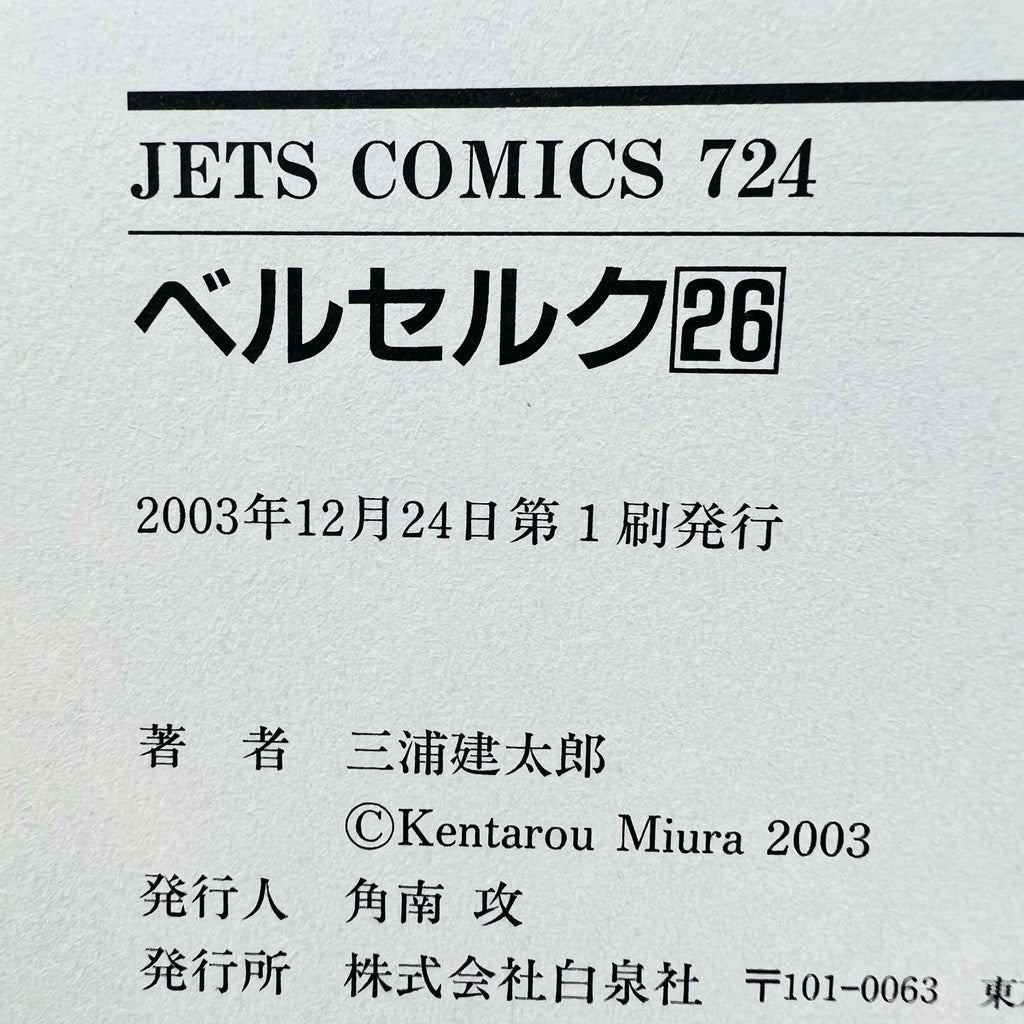 JETS COMICS 724
ベルセルク26
2003年12月24日第1刷発行
著 者 三浦建太郎
©Kentarou Miura 2003
発行人 角南 攻
発行所 株式会社白泉社 〒101-0063 東